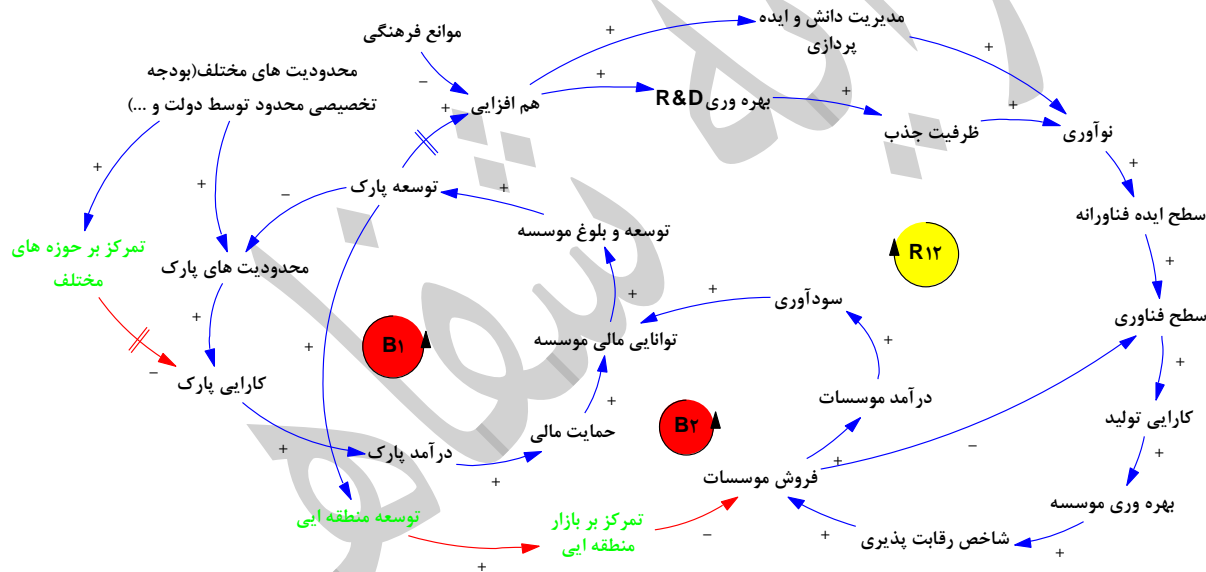 مدیریت دانش و ایده
پردازی
موانع فرهنگی
محدودیت های مختلف(بودجه
تخصیصی محدود توسط دولت و ...)
هم افزایی
بهره وری R&D
ظرفیت جذب
نوآوری
توسعه پارک
سطح ایده فناورانه
توسعه و بلوغ موسسه
تمرکز بر حوزه های
مختلف
محدودیت های پارک
R۱۲
سودآوری
سطح فناوری
توانایی مالی موسسه
B۱
کارایی پارک
درآمد موسسات
کارایی تولید
B۲
حمایت مالی
درآمد پارک
فروش موسسات
بهره وری موسسه
توسعه منطقه ایی
تمرکز بر بازار
منطقه ایی
شاخص رقابت پذیری